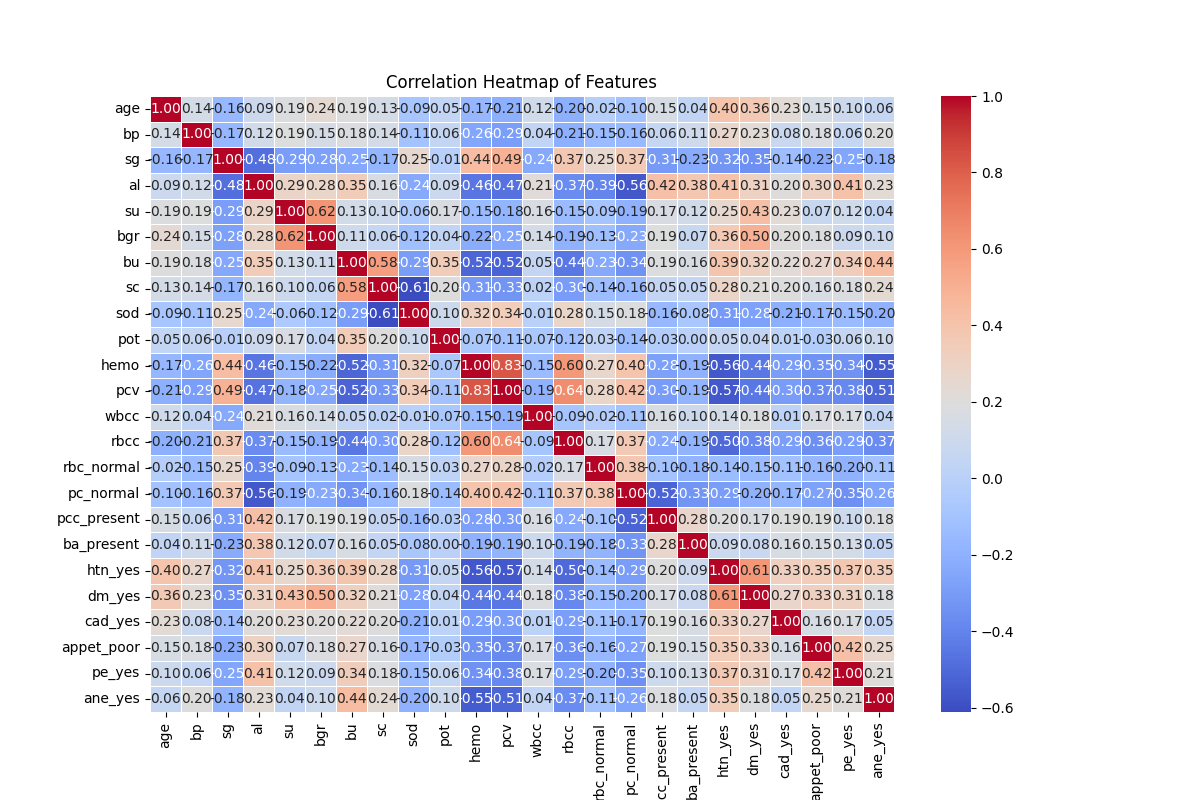 Correlation Heatmap of Features
age 1.00 0.14 -0.16 0.09 0.19 0.24 0.19 0.13 -0.09 0.05 -0.17 -0.21 0.12 -0.20 -0.02 -0.10 0.15 0.04 0.40 0.36 0.23 0.15 0.10 0.06
bp 0.14 1.00 -0.17 0.12 0.19 0.15 0.18 0.14 -0.11 0.06 -0.26 -0.29 0.04 -0.21 -0.15 -0.16 0.06 0.11 0.27 0.23 0.08 0.18 0.06 0.20
sg -0.16 -0.17 1.00 -0.48 -0.29 -0.28 -0.25 -0.17 0.25 -0.01 0.44 0.49 -0.24 0.37 0.25 0.37 -0.31 -0.23 -0.32 -0.35 -0.14 -0.23 -0.25 -0.18
al 0.09 0.12 -0.48 1.00 0.29 0.28 0.35 0.16 -0.24 0.09 -0.46 -0.47 0.21 -0.37 -0.39 -0.56 0.42 0.38 0.41 0.31 0.20 0.30 0.41 0.23
su 0.19 0.19 -0.29 0.29 1.00 0.62 0.13 0.10 -0.06 0.17 -0.15 -0.18 0.16 -0.15 -0.09 -0.19 0.17 0.12 0.25 0.43 0.23 0.07 0.12 0.04
bgr 0.24 0.15 -0.28 0.28 0.62 1.00 0.11 0.06 -0.12 0.04 -0.22 -0.25 0.14 -0.19 -0.13 -0.23 0.19 0.07 0.36 0.50 0.20 0.18 0.09 0.10
bu 0.19 0.18 -0.25 0.35 0.13 0.11 1.00 0.58 -0.29 0.35 -0.52 -0.52 0.05 -0.44 -0.23 -0.34 0.19 0.16 0.39 0.32 0.22 0.27 0.34 0.44
sc 0.13 0.14 -0.17 0.16 0.10 0.06 0.58 1.00 -0.61 0.20 -0.31 -0.33 0.02 -0.30 -0.14 -0.16 0.05 0.05 0.28 0.21 0.20 0.16 0.18 0.24
sod -0.09 -0.11 0.25 -0.24 -0.06 -0.12 -0.29 -0.61 1.00 0.10 0.32 0.34 -0.01 0.28 0.15 0.18 -0.16 -0.08 -0.31 -0.28 -0.21 -0.17 -0.15 -0.20
pot 0.05 0.06 -0.01 0.09 0.17 0.04 0.35 0.20 0.10 1.00 -0.07 -0.11 -0.07 -0.12 0.03 -0.14 -0.03 -0.00 0.05 0.04 0.01 -0.03 0.06 0.10
hemo -0.17 -0.26 0.44 -0.46 -0.15 -0.22 -0.52 -0.31 0.32 -0.07 1.00 0.83 -0.15 0.60 0.27 0.40 -0.28 -0.19 -0.56 -0.44 -0.29 -0.35 -0.34 -0.55
pcv -0.21 -0.29 0.49 -0.47 -0.18 -0.25 -0.52 -0.33 0.34 -0.11 0.83 1.00 -0.19 0.64 0.28 0.42 -0.30 -0.19 -0.57 -0.44 -0.30 -0.37 -0.38 -0.51
wbcc 0.12 0.04 -0.24 0.21 0.16 0.14 0.05 0.02 -0.01 -0.07 -0.15 -0.19 1.00 -0.09 -0.02 -0.11 0.16 0.10 0.14 0.18 0.01 0.17 0.17 0.04
rbcc -0.20 -0.21 0.37 -0.37 -0.15 -0.19 -0.44 -0.30 0.28 -0.12 0.60 0.64 -0.09 1.00 0.17 0.37 -0.24 -0.19 -0.50 -0.38 -0.29 -0.36 -0.29 -0.37
rbc_normal -0.02 -0.15 0.25 -0.39 -0.09 -0.13 -0.23 -0.14 0.15 0.03 0.27 0.28 -0.02 0.17 1.00 0.38 -0.10 -0.18 -0.14 -0.15 -0.11 -0.16 -0.20 -0.11
pc_normal -0.10 -0.16 0.37 -0.56 -0.19 -0.23 -0.34 -0.16 0.18 -0.14 0.40 0.42 -0.11 0.37 0.38 1.00 -0.52 -0.33 -0.29 -0.20 -0.17 -0.27 -0.35 -0.26
pcc_present 0.15 0.06 -0.31 0.42 0.17 0.19 0.19 0.05 -0.16 -0.03 -0.28 -0.30 0.16 -0.24 -0.10 -0.52 1.00 0.28 0.20 0.17 0.19 0.19 0.10 0.18
ba_present 0.04 0.11 -0.23 0.38 0.12 0.07 0.16 0.05 -0.08 -0.00 -0.19 -0.19 0.10 -0.19 -0.18 -0.33 0.28 1.00 0.09 0.08 0.16 0.15 0.13 0.05
htn_yes 0.40 0.27 -0.32 0.41 0.25 0.36 0.39 0.28 -0.31 0.05 -0.56 -0.57 0.14 -0.50 -0.14 -0.29 0.20 0.09 1.00 0.61 0.33 0.35 0.37 0.35
dm_yes 0.36 0.23 -0.35 0.31 0.43 0.50 0.32 0.21 -0.28 0.04 -0.44 -0.44 0.18 -0.38 -0.15 -0.20 0.17 0.08 0.61 1.00 0.27 0.33 0.31 0.18
cad_yes 0.23 0.08 -0.14 0.20 0.23 0.20 0.22 0.20 -0.21 0.01 -0.29 -0.30 0.01 -0.29 -0.11 -0.17 0.19 0.16 0.33 0.27 1.00 0.16 0.17 0.05
appet_poor 0.15 0.18 -0.23 0.30 0.07 0.18 0.27 0.16 -0.17 -0.03 -0.35 -0.37 0.17 -0.36 -0.16 -0.27 0.19 0.15 0.35 0.33 0.16 1.00 0.42 0.25
pe_yes 0.10 0.06 -0.25 0.41 0.12 0.09 0.34 0.18 -0.15 0.06 -0.34 -0.38 0.17 -0.29 -0.20 -0.35 0.10 0.13 0.37 0.31 0.17 0.42 1.00 0.21
ane_yes 0.06 0.20 -0.18 0.23 0.04 0.10 0.44 0.24 -0.20 0.10 -0.55 -0.51 0.04 -0.37 -0.11 -0.26 0.18 0.05 0.35 0.18 0.05 0.25 0.21 1.00
age bp sg al su bgr bu sc sod pot hemo pcv wbcc rbcc rbc_normal pc_normal cc_present ba_present htn_yes dm_yes cad_yes appet_poor pe_yes ane_yes
1.0
0.8
0.6
0.4
0.2
0.0
−0.2
−0.4
−0.6